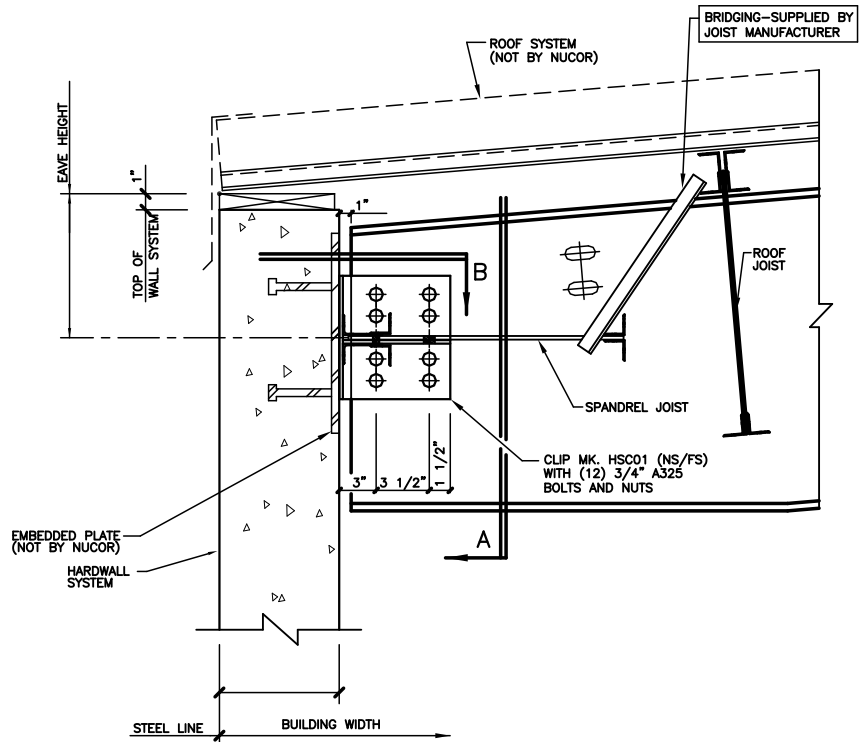 BRIDGING-SUPPLIED BY
JOIST MANUFACTURER
ROOF SYSTEM
(NOT BY NUCOR)
EAVE HEIGHT
1"
TOP OF
WALL SYSTEM
1"
B
ROOF
JOIST
SPANDREL JOIST
CLIP MK. HSC01 (NS/FS)
WITH (12) 3/4" A325
BOLTS AND NUTS
3"
3 1/2"
1 1/2"
A
EMBEDDED PLATE
(NOT BY NUCOR)
HARDWALL
SYSTEM
STEEL LINE
BUILDING WIDTH